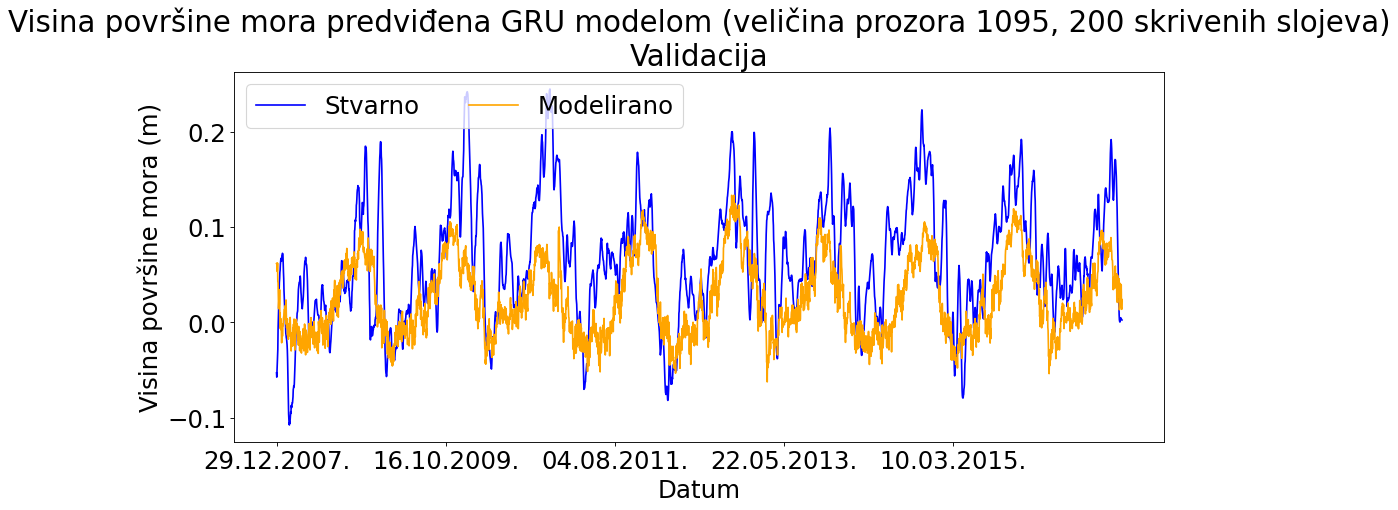 Visina površine mora predviđena GRU modelom (veličina prozora 1095, 200 skrivenih slojeva)
Validacija
Stvarno
Modelirano
Visina površine mora (m)
0.2
0.1
0.0
−0.1
29.12.2007.
16.10.2009.
04.08.2011.
22.05.2013.
10.03.2015.
Datum